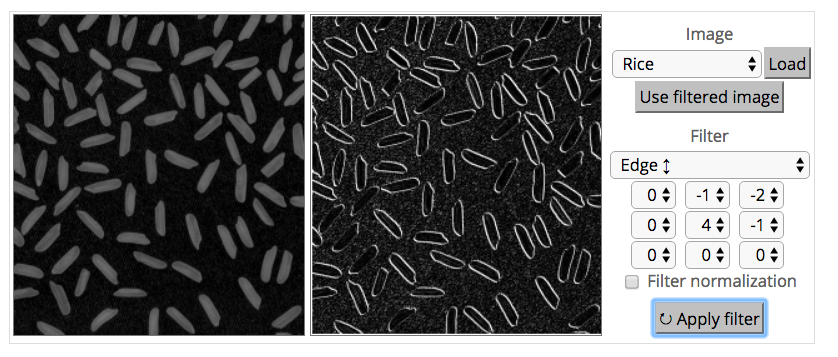 Image
Rice
Load
Use filtered image
Filter
Edge ↕
0 -1 -2
0 4 -1
0 0 0
Filter normalization
↻ Apply filter